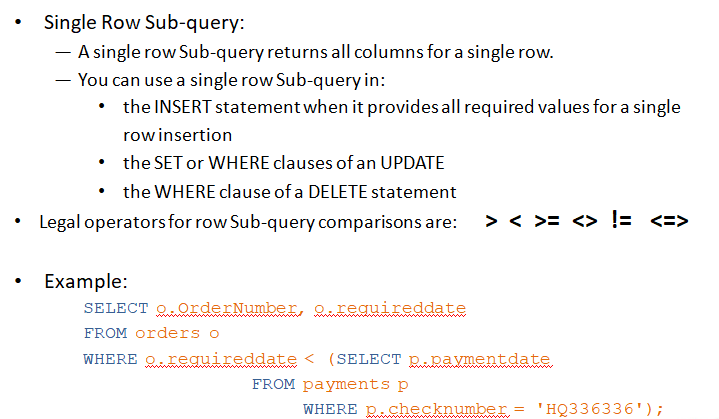 • Single Row Sub-query:
— A single row Sub-query returns all columns for a single row.
— You can use a single row Sub-query in:
• the INSERT statement when it provides all required values for a single
row insertion
• the SET or WHERE clauses of an UPDATE
• the WHERE clause of a DELETE statement
• Legal operators for row Sub-query comparisons are: > < >= <> != <=>
• Example:
SELECT o.OrderNumber, o.requireddate
FROM orders o
WHERE o.requireddate < (SELECT p.paymentdate
FROM payments p
WHERE p.checknumber = 'HQ336336');